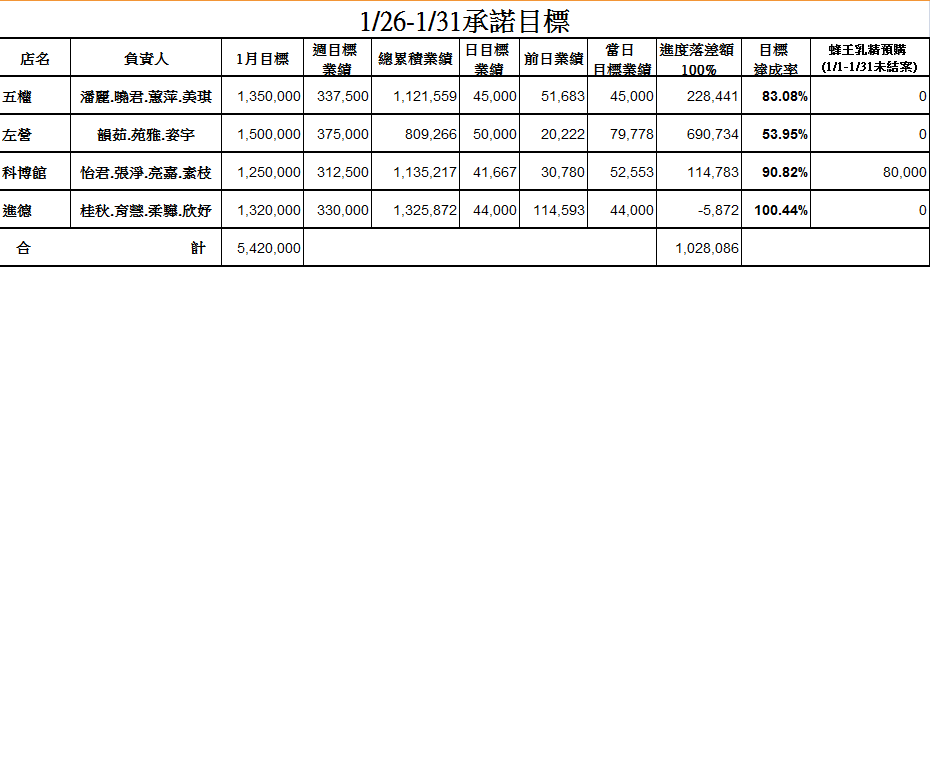 1/26-1/31承諾目標
店名 負責人 1月目標 週目標業績 總累積業績 日目標業績 前日業績 當日目標業績 進度落差額100% 目標達成率 蜂王乳精預購(1/1-1/31未結案)
五權 潘麗.曉君.蕙萍.美琪 1,350,000 337,500 1,121,559 45,000 51,683 45,000 228,441 83.08% 0
左營 韻茹.苑雅.姿宇 1,500,000 375,000 809,266 50,000 20,222 79,778 690,734 53.95% 0
科博館 怡君.張淨.亮嘉.素枝 1,250,000 312,500 1,135,217 41,667 30,780 52,553 114,783 90.82% 80,000
進德 桂秋.育慧.柔驊.欣妤 1,320,000 330,000 1,325,872 44,000 114,593 44,000 -5,872 100.44% 0
合計 5,420,000 1,028,086